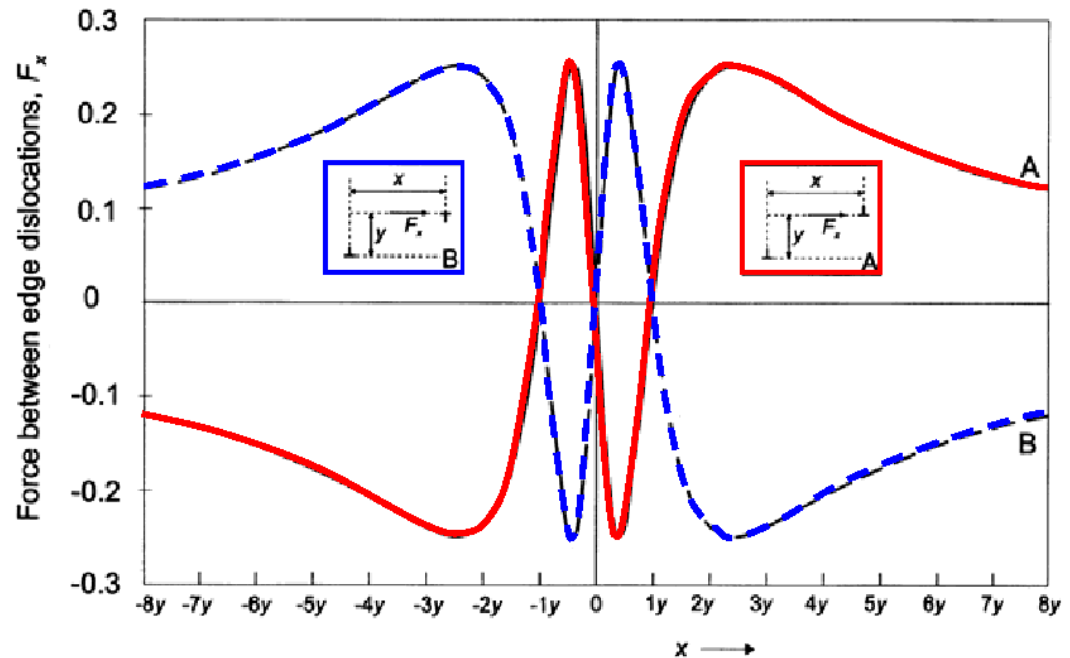 Force between edge dislocations, Fₓ
0.3
0.2
0.1
0
-0.1
-0.2
-0.3
x
y
Fₓ
B
x
y
Fₓ
A
A
B
-8y -7y -6y -5y -4y -3y -2y -1y 0 1y 2y 3y 4y 5y 6y 7y 8y
x